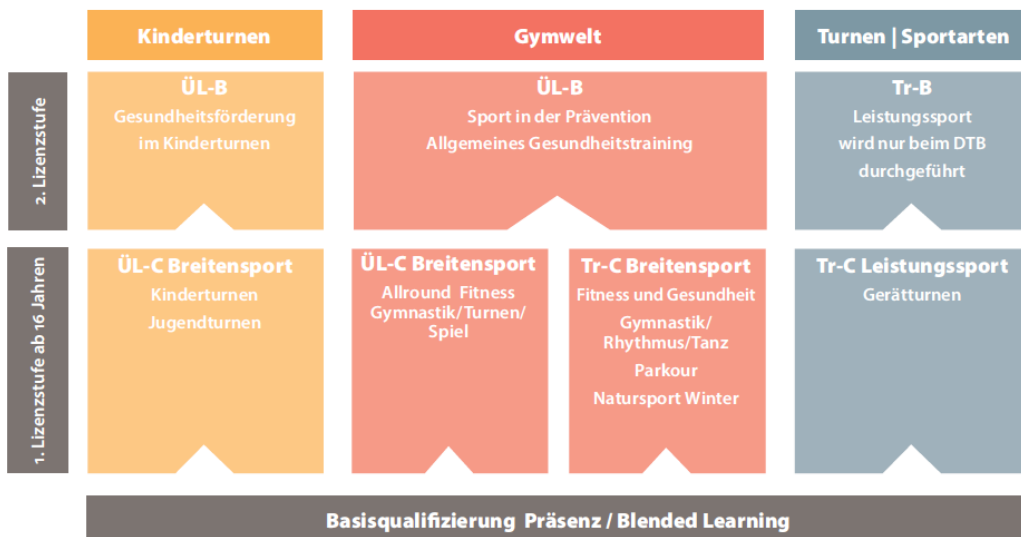 Kinderturnen
Gymwelt
Turnen | Sportarten
2. Lizenzstufe
ÜL-B
Gesundheitsförderung
im Kinderturnen
ÜL-B
Sport in der Prävention
Allgemeines Gesundheitstraining
Tr-B
Leistungssport
wird nur beim DTB
durchgeführt
1. Lizenzstufe ab 16 Jahren
ÜL-C Breitensport
Kinderturnen
Jugendturnen
ÜL-C Breitensport
Allround Fitness
Gymnastik/Turnen/
Spiel
Tr-C Breitensport
Fitness und Gesundheit
Gymnastik/
Rhythmus/Tanz
Parkour
Natursport Winter
Tr-C Leistungssport
Gerätturnen
Basisqualifizierung Präsenz / Blended Learning